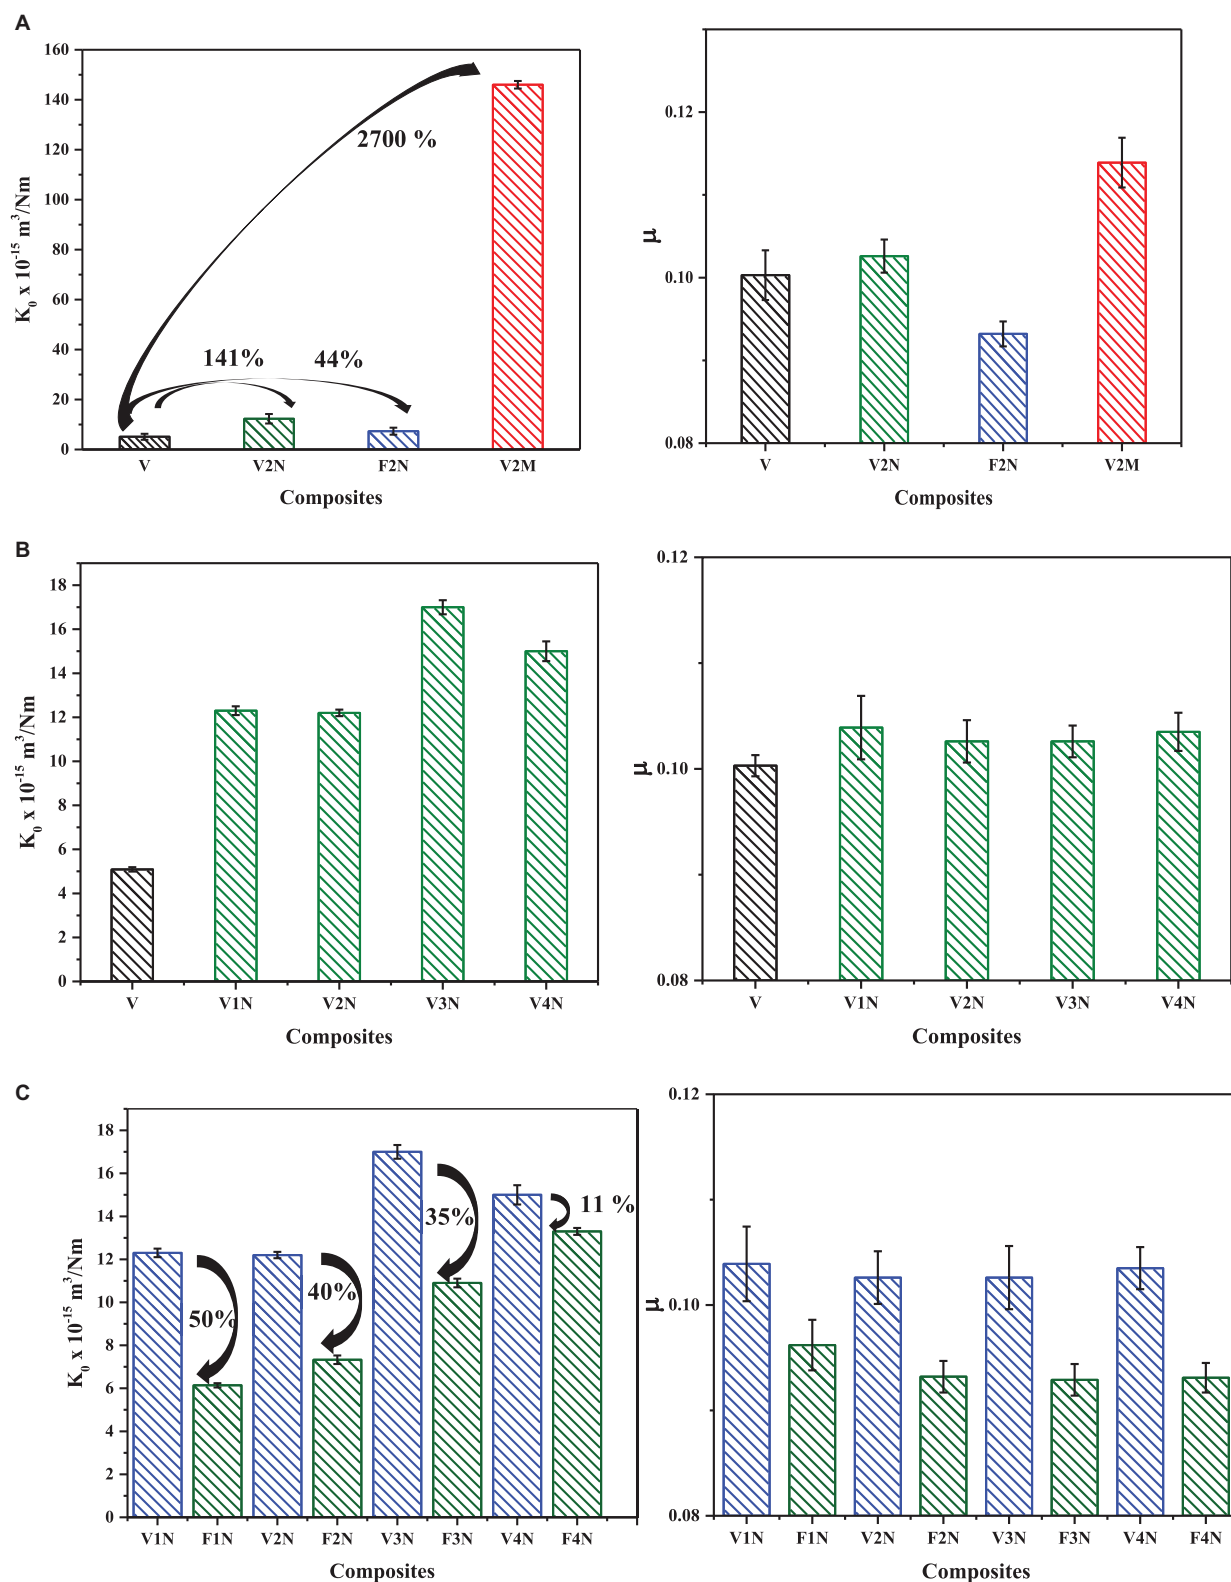 A
160
140
120
100
80
60
40
20
0
K₀ x 10⁻¹⁵ m³/Nm
2700 %
141%
44%
V V2N F2N V2M
Composites
0.12
0.10
0.08
μ
V V2N F2N V2M
Composites
B
18
16
14
12
10
8
6
4
2
0
K₀ x 10⁻¹⁵ m³/Nm
V V1N V2N V3N V4N
Composites
0.12
0.10
0.08
μ
V V1N V2N V3N V4N
Composites
C
18
16
14
12
10
8
6
4
2
0
K₀ x 10⁻¹⁵ m³/Nm
50%
40%
35%
11 %
V1N F1N V2N F2N V3N F3N V4N F4N
Composites
0.12
0.10
0.08
μ
V1N F1N V2N F2N V3N F3N V4N F4N
Composites